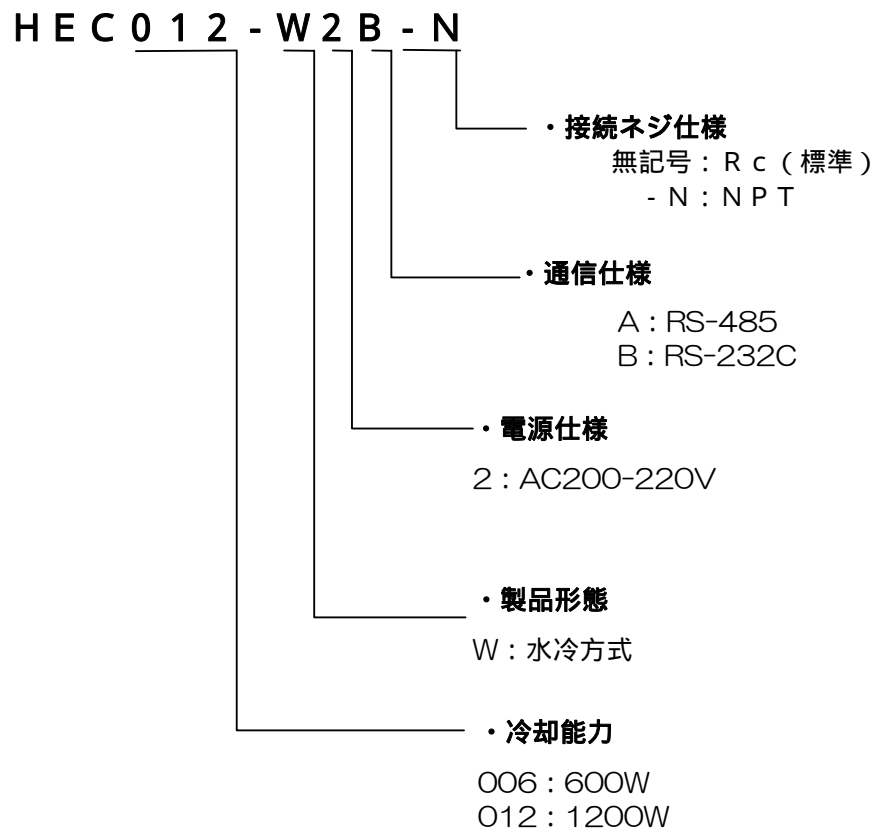 HEC012-W2B-N
・接続ネジ仕様
無記号：Rc（標準）
-N：NPT
・通信仕様
A：RS-485
B：RS-232C
・電源仕様
2：AC200-220V
・製品形態
W：水冷方式
・冷却能力
006：600W
012：1200W